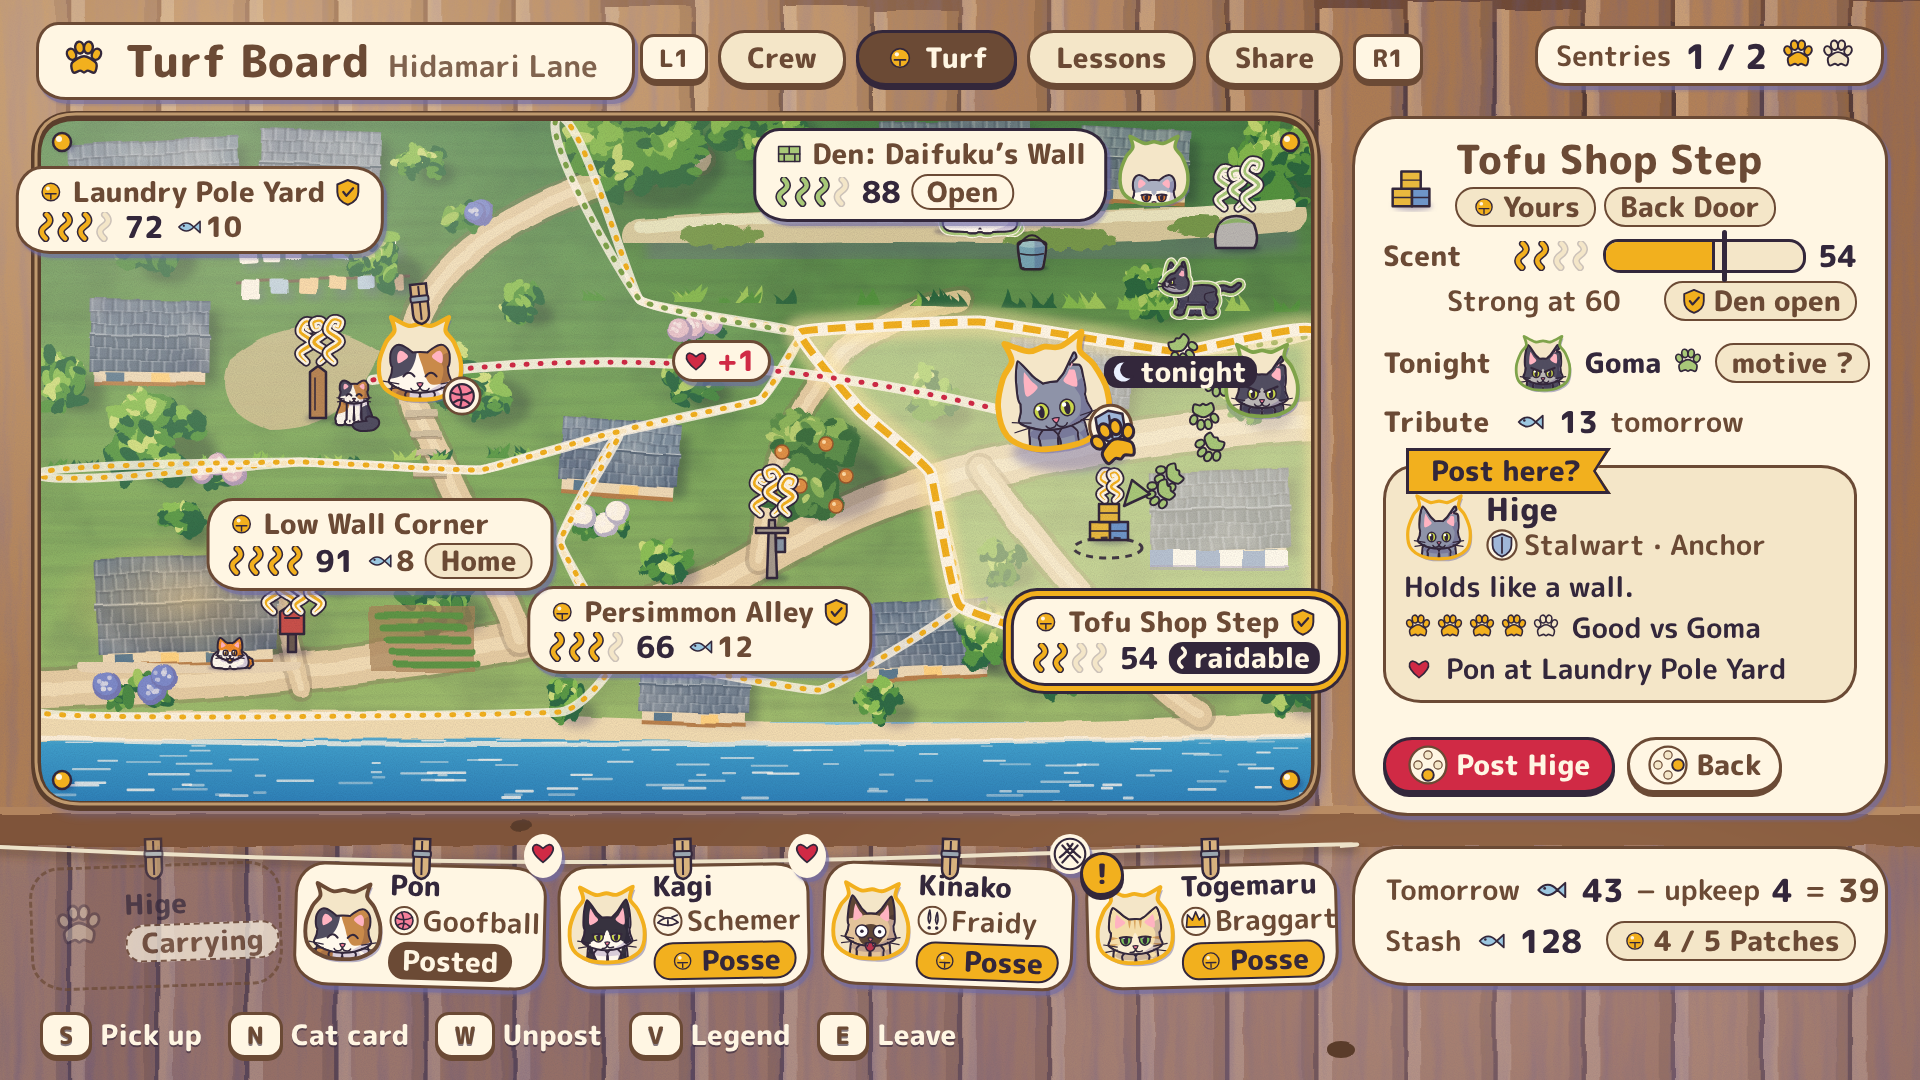 Turf Board Hidamari Lane
L1 Crew Turf Lessons Share R1
Sentries 1 / 2
Laundry Pole Yard
72 10
Den: Daifuku's Wall
88 Open
+1
tonight
Low Wall Corner
91 8 Home
Persimmon Alley
66 12
Tofu Shop Step
54 raidable
Tofu Shop Step
Yours Back Door
Scent 54
Strong at 60 Den open
Tonight Goma motive ?
Tribute 13 tomorrow
Post here?
Hige
Stalwart · Anchor
Holds like a wall.
Good vs Goma
Pon at Laundry Pole Yard
Post Hige Back
Hige
Carrying
Pon
Goofball
Posted
Kagi
Schemer
Posse
Kinako
Fraidy
Posse
!
Togemaru
Braggart
Posse
Tomorrow 43 – upkeep 4 = 39
Stash 128 4 / 5 Patches
S Pick up N Cat card W Unpost V Legend E Leave